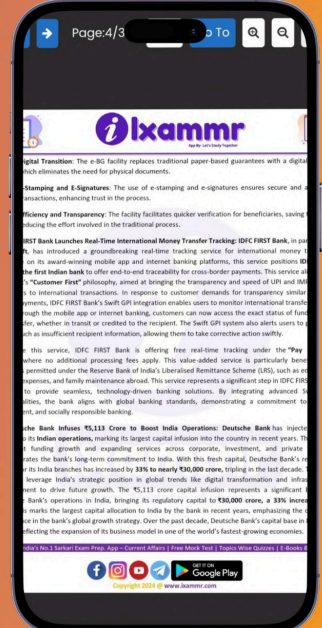 Page:4/3
To
ixammr
App By- Let's Study Together
igital Transition: The e-BG facility replaces traditional paper-based guarantees with a digital
hich eliminates the need for physical documents.
-Stamping and E-Signatures: The use of e-stamping and e-signatures ensures secure and a
ansactions, enhancing trust in the process.
fficiency and Transparency: The facility facilitates quicker verification for beneficiaries, saving
educing the effort involved in the traditional process.
IRST Bank Launches Real-Time International Money Transfer Tracking: IDFC FIRST Bank, in par
ft, has introduced a groundbreaking real-time tracking service for international money t
on its award-winning mobile app and internet banking platforms, this service positions ID
the first Indian bank to offer end-to-end traceability for cross-border payments. This service ali
's "Customer First" philosophy, aimed at bringing the transparency and speed of UPI and IMP
s to international transactions. In response to customer demands for transparency similar
yments, IDFC FIRST Bank's Swift GPI integration enables users to monitor international transfe
rough the mobile app or internet banking, customers can now access the exact status of fund
sfer, whether in transit or credited to the recipient. The Swift GPI system also alerts users to p
ch as insufficient recipient information, allowing them to take corrective action swiftly.
e this service, IDFC FIRST Bank is offering free real-time tracking under the "Pay
where no additional processing fees apply. This value-added service is particularly bene
s permitted under the Reserve Bank of India's Liberalised Remittance Scheme (LRS), such as ed
expenses, and family maintenance abroad. This service represents a significant step in IDFC FIRS
to provide seamless, technology-driven banking solutions. By integrating advanced S
lities, the bank aligns with global banking standards, demonstrating a commitment to
ent, and socially responsible banking.
sche Bank Infuses ₹5,113 Crore to Boost India Operations: Deutsche Bank has injecte
o its Indian operations, marking its largest capital infusion into the country in recent years. Th
t funding growth and expanding services across corporate, investment, and private
rates the bank's long-term commitment to India. With this fresh capital, Deutsche Bank's re
r its India branches has increased by 33% to nearly ₹30,000 crore, tripling in the last decade. T
leverage India's strategic position in global trends like digital transformation and infras
ment to drive future growth. The ₹5,113 crore capital infusion represents a significant
e Bank's operations in India, bringing its regulatory capital to ₹30,000 crore, a 33% increa
is marks the largest capital allocation to India by the bank in recent years, emphasizing the c
ce in the bank's global growth strategy. Over the past decade, Deutsche Bank's capital base in I
eflecting the expansion of its business model in one of the world's fastest-growing economies.
ndia's No.1 Sarkari Exam Prep. App – Current Affairs | Free Mock Test | Topics Wise Quizzes | E-Books &
GET IT ON
Google Play
Copyright 2024 @ www.ixammr.com